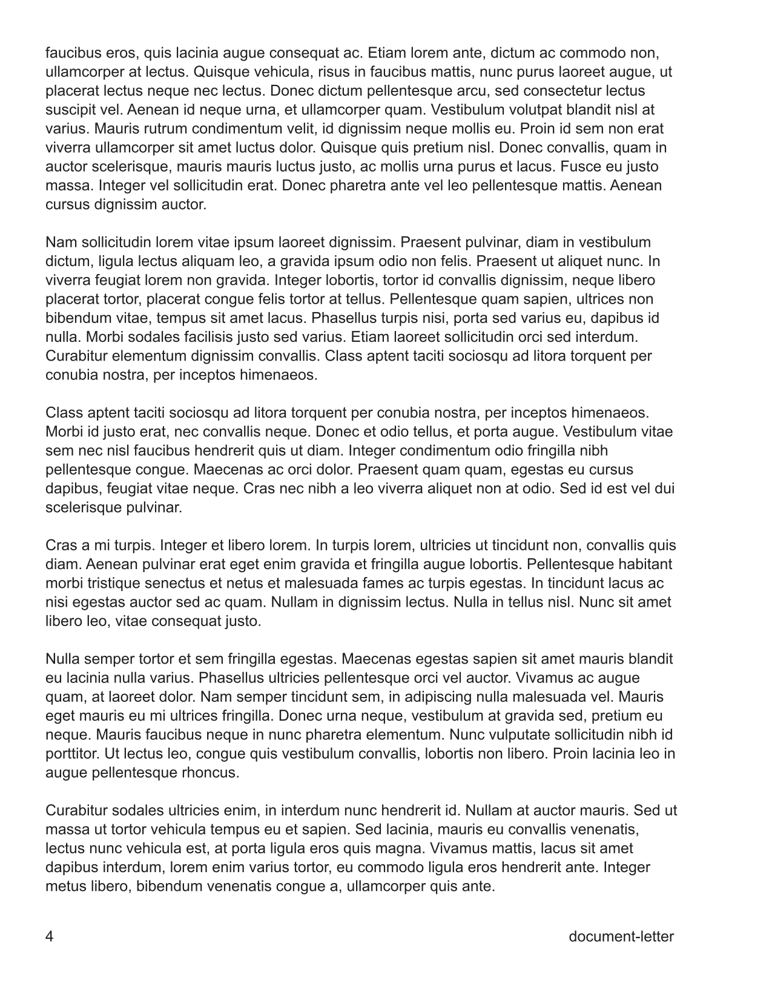 faucibus eros, quis lacinia augue consequat ac. Etiam lorem ante, dictum ac commodo non,
ullamcorper at lectus. Quisque vehicula, risus in faucibus mattis, nunc purus laoreet augue, ut
placerat lectus neque nec lectus. Donec dictum pellentesque arcu, sed consectetur lectus
suscipit vel. Aenean id neque urna, et ullamcorper quam. Vestibulum volutpat blandit nisl at
varius. Mauris rutrum condimentum velit, id dignissim neque mollis eu. Proin id sem non erat
viverra ullamcorper sit amet luctus dolor. Quisque quis pretium nisl. Donec convallis, quam in
auctor scelerisque, mauris mauris luctus justo, ac mollis urna purus et lacus. Fusce eu justo
massa. Integer vel sollicitudin erat. Donec pharetra ante vel leo pellentesque mattis. Aenean
cursus dignissim auctor.
Nam sollicitudin lorem vitae ipsum laoreet dignissim. Praesent pulvinar, diam in vestibulum
dictum, ligula lectus aliquam leo, a gravida ipsum odio non felis. Praesent ut aliquet nunc. In
viverra feugiat lorem non gravida. Integer lobortis, tortor id convallis dignissim, neque libero
placerat tortor, placerat congue felis tortor at tellus. Pellentesque quam sapien, ultrices non
bibendum vitae, tempus sit amet lacus. Phasellus turpis nisi, porta sed varius eu, dapibus id
nulla. Morbi sodales facilisis justo sed varius. Etiam laoreet sollicitudin orci sed interdum.
Curabitur elementum dignissim convallis. Class aptent taciti sociosqu ad litora torquent per
conubia nostra, per inceptos himenaeos.
Class aptent taciti sociosqu ad litora torquent per conubia nostra, per inceptos himenaeos.
Morbi id justo erat, nec convallis neque. Donec et odio tellus, et porta augue. Vestibulum vitae
sem nec nisl faucibus hendrerit quis ut diam. Integer condimentum odio fringilla nibh
pellentesque congue. Maecenas ac orci dolor. Praesent quam quam, egestas eu cursus
dapibus, feugiat vitae neque. Cras nec nibh a leo viverra aliquet non at odio. Sed id est vel dui
scelerisque pulvinar.
Cras a mi turpis. Integer et libero lorem. In turpis lorem, ultricies ut tincidunt non, convallis quis
diam. Aenean pulvinar erat eget enim gravida et fringilla augue lobortis. Pellentesque habitant
morbi tristique senectus et netus et malesuada fames ac turpis egestas. In tincidunt lacus ac
nisi egestas auctor sed ac quam. Nullam in dignissim lectus. Nulla in tellus nisl. Nunc sit amet
libero leo, vitae consequat justo.
Nulla semper tortor et sem fringilla egestas. Maecenas egestas sapien sit amet mauris blandit
eu lacinia nulla varius. Phasellus ultricies pellentesque orci vel auctor. Vivamus ac augue
quam, at laoreet dolor. Nam semper tincidunt sem, in adipiscing nulla malesuada vel. Mauris
eget mauris eu mi ultrices fringilla. Donec urna neque, vestibulum at gravida sed, pretium eu
neque. Mauris faucibus neque in nunc pharetra elementum. Nunc vulputate sollicitudin nibh id
porttitor. Ut lectus leo, congue quis vestibulum convallis, lobortis non libero. Proin lacinia leo in
augue pellentesque rhoncus.
Curabitur sodales ultricies enim, in interdum nunc hendrerit id. Nullam at auctor mauris. Sed ut
massa ut tortor vehicula tempus eu et sapien. Sed lacinia, mauris eu convallis venenatis,
lectus nunc vehicula est, at porta ligula eros quis magna. Vivamus mattis, lacus sit amet
dapibus interdum, lorem enim varius tortor, eu commodo ligula eros hendrerit ante. Integer
metus libero, bibendum venenatis congue a, ullamcorper quis ante.
4 document-letter